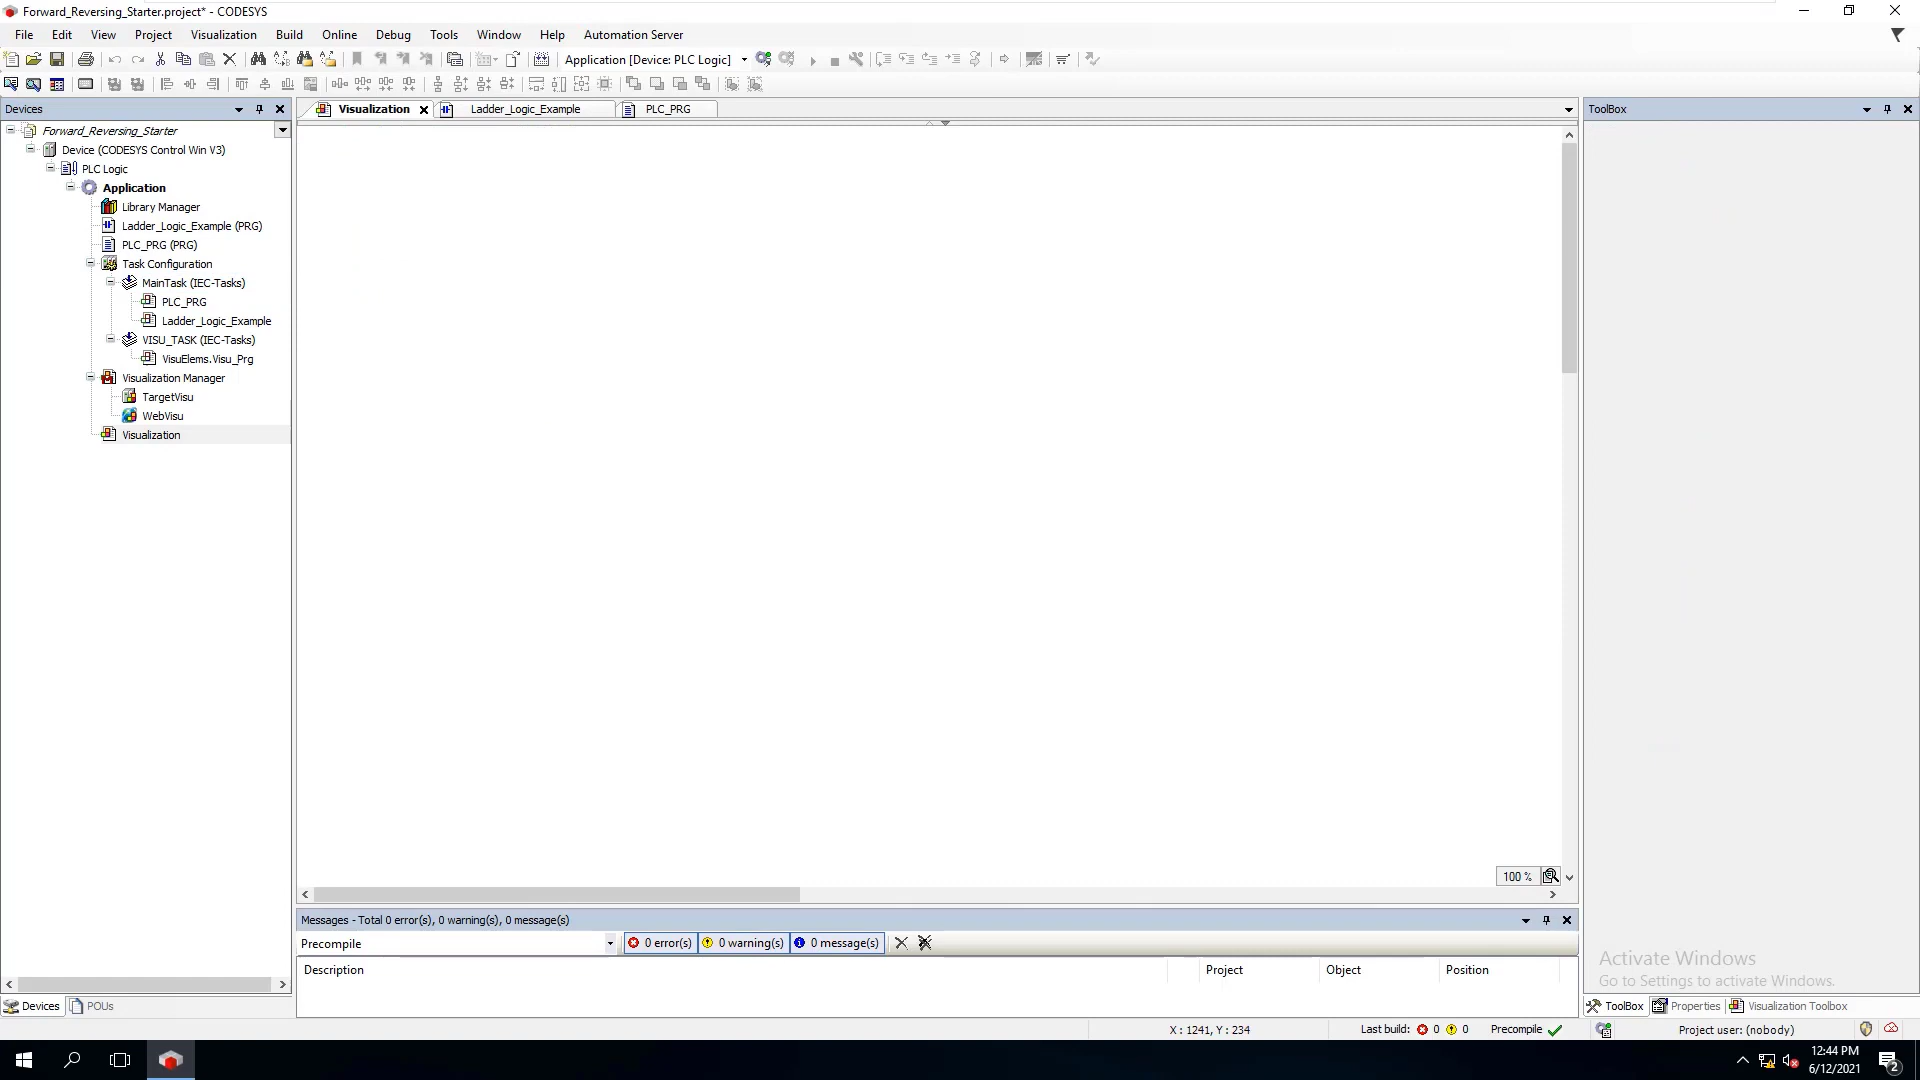 Forward_Reversing_Starter.project* - CODESYS
File Edit View Project Visualization Build Online Debug Tools Window Help Automation Server
Application [Device: PLC Logic]
Devices
Forward_Reversing_Starter
Device (CODESYS Control Win V3)
PLC Logic
Application
Library Manager
Ladder_Logic_Example (PRG)
PLC_PRG (PRG)
Task Configuration
MainTask (IEC-Tasks)
PLC_PRG
Ladder_Logic_Example
VISU_TASK (IEC-Tasks)
VisuElems.Visu_Prg
Visualization Manager
TargetVisu
WebVisu
Visualization
Devices POUs
Visualization Ladder_Logic_Example PLC_PRG
100 %
Messages - Total 0 error(s), 0 warning(s), 0 message(s)
Precompile 0 error(s) 0 warning(s) 0 message(s)
Description Project Object Position
ToolBox
Activate Windows
Go to Settings to activate Windows.
ToolBox Properties Visualization Toolbox
X : 1241, Y : 234 Last build: 0 0 Precompile Project user: (nobody)
12:44 PM
6/12/2021
2